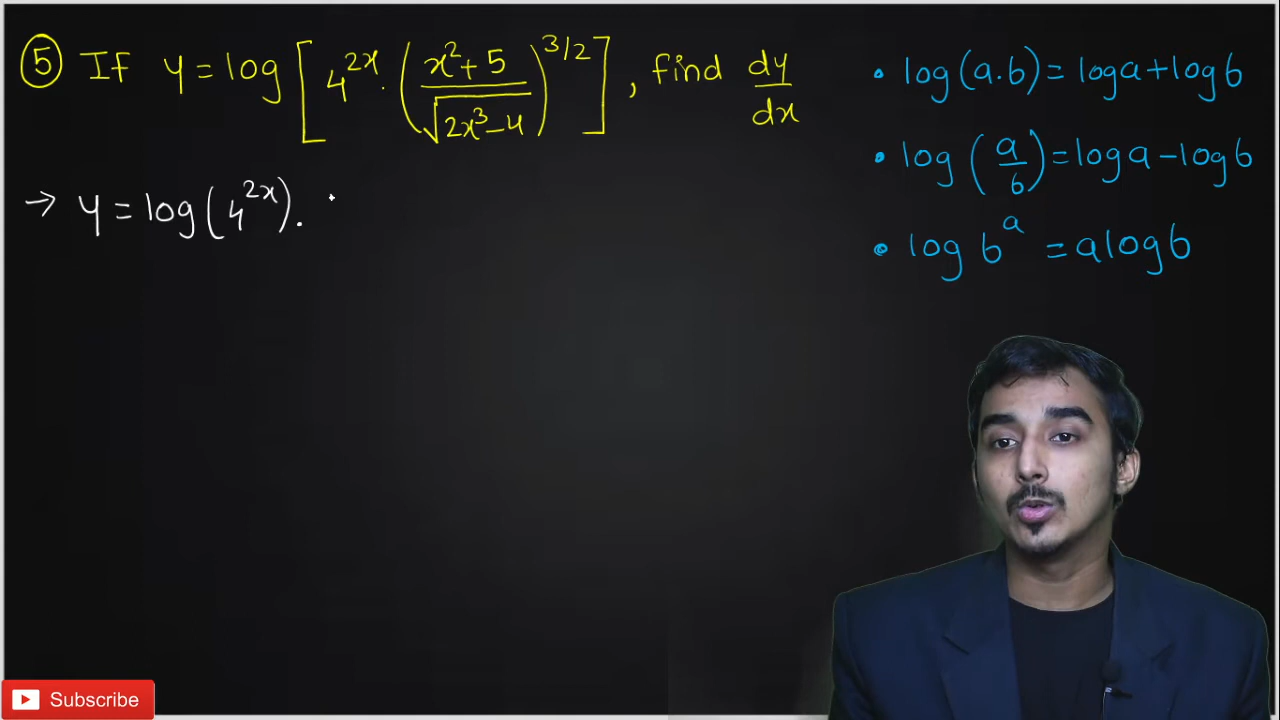 ⑤ If y = log [ 4^{2x} . ( (x²+5) / √(2x³-4) )^{3/2} ] , find dy/dx
→ y = log(4^{2x}) .
• log(a.b) = log a + log b
• log(a/b) = log a - log b
• log b^a = a log b
Subscribe